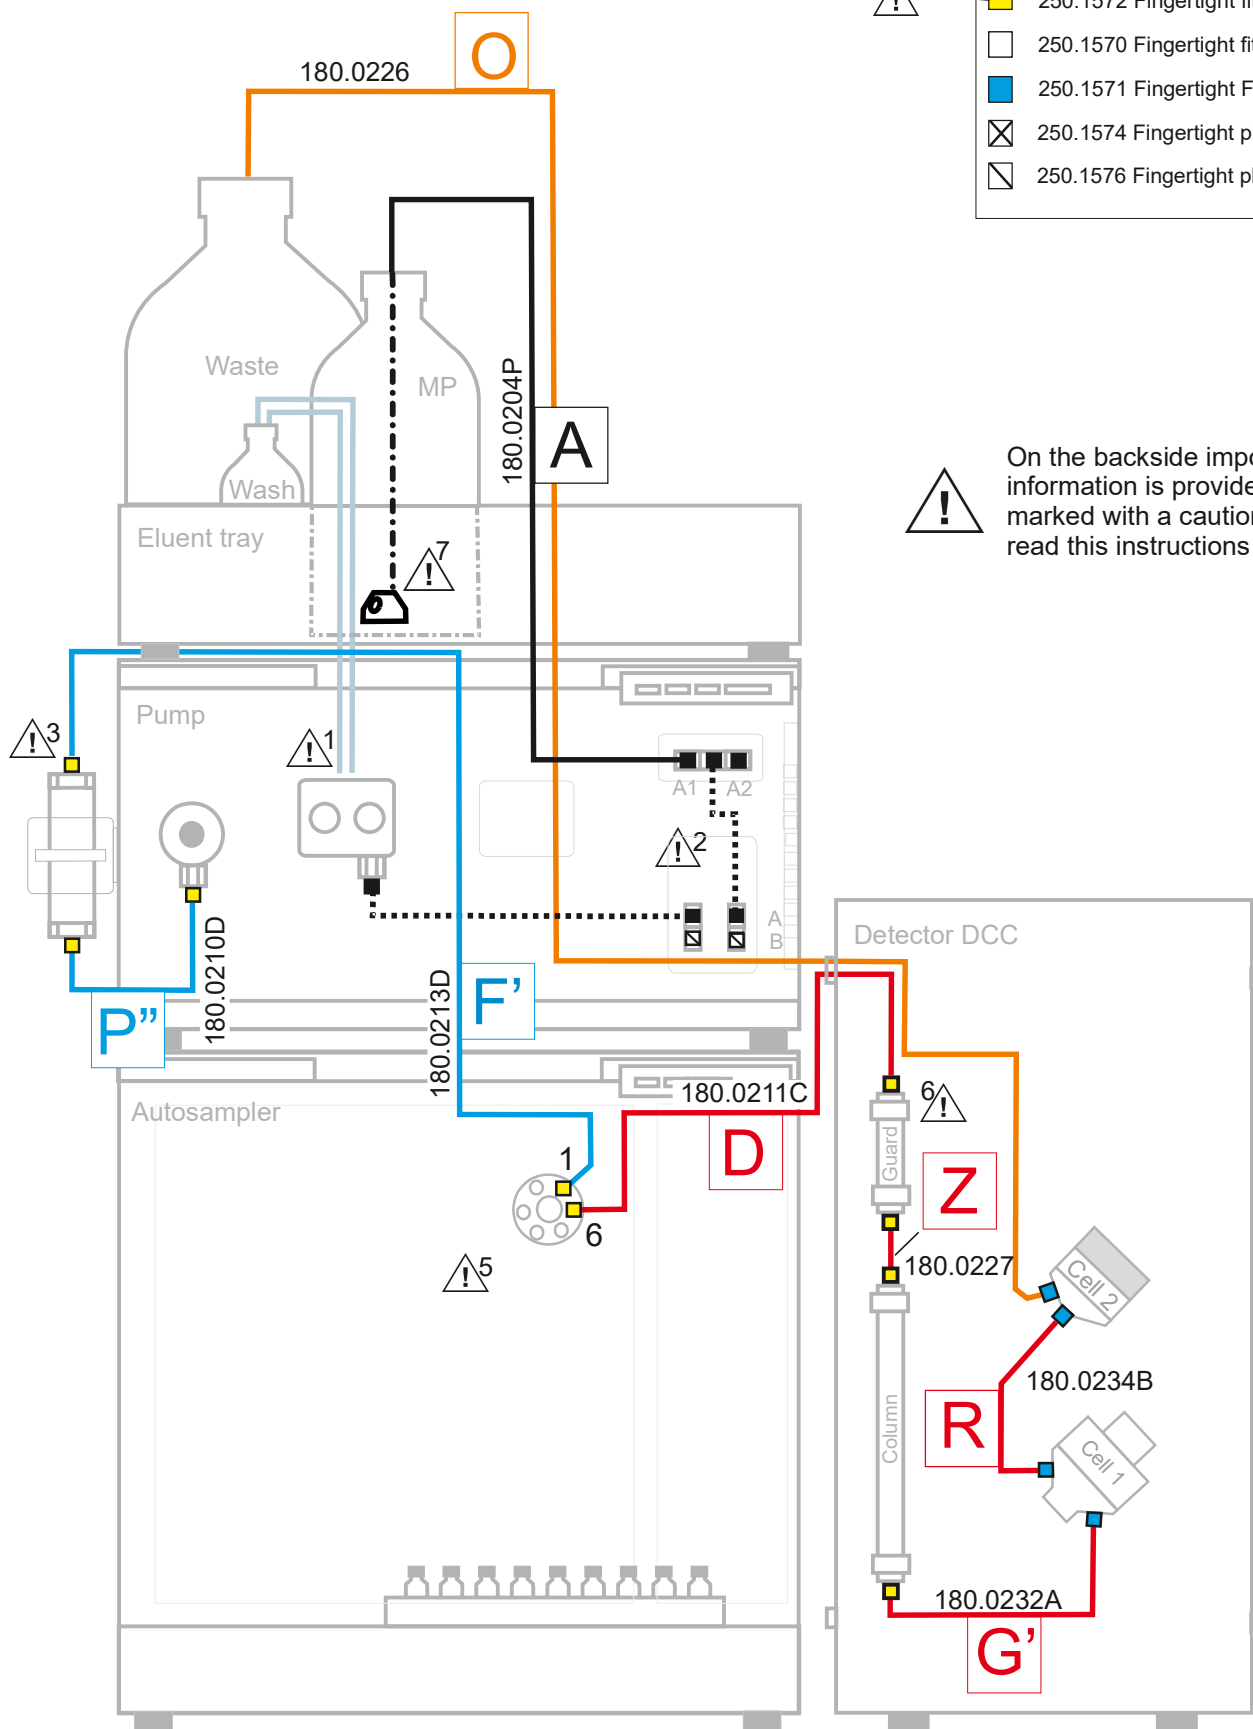 !
250.1572 Fingertight
250.1570 Fingertight
250.1571 Fingertight
250.1574 Fingertight
250.1576 Fingertight
180.0226
O
Waste
MP
Wash
180.0204P
A
Eluent tray
! 7
!
On the backside
information is
marked with a caution
read this instructions
Pump
! 3
! 1
A1 A2
! 2
A
B
180.0210D
P”
180.0213D
F’
Detector DCC
Autosampler
180.0211C
D
1
6
! 5
6 !
Guard
Z
180.0227
Cell 2
180.0234B
R
Column
Cell 1
180.0232A
G’